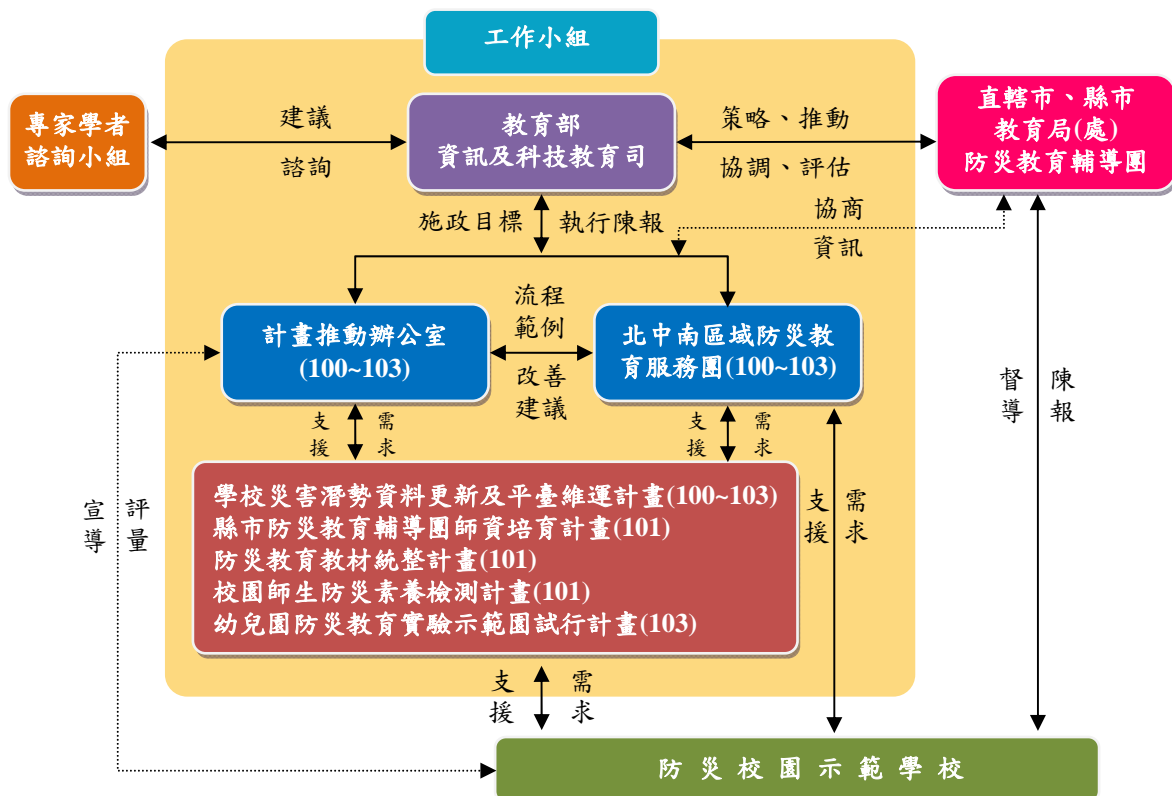 工作小組
專家學者
諮詢小組
建議
諮詢
教育部
資訊及科技教育司
策略、推動
協調、評估
直轄市、縣市
教育局(處)
防災教育輔導團
施政目標
執行陳報
協商
資訊
計畫推動辦公室
(100~103)
流程
範例
改善
建議
北中南區域防災教
育服務團(100~103)
支援
需求
支援
需求
督導
陳報
學校災害潛勢資料更新及平臺維運計畫(100~103)
縣市防災教育輔導團師資培育計畫(101)
防災教育教材統整計畫(101)
校園師生防災素養檢測計畫(101)
幼兒園防災教育實驗示範園試行計畫(103)
宣導
評量
支援
需求
支援
需求
防災校園示範學校